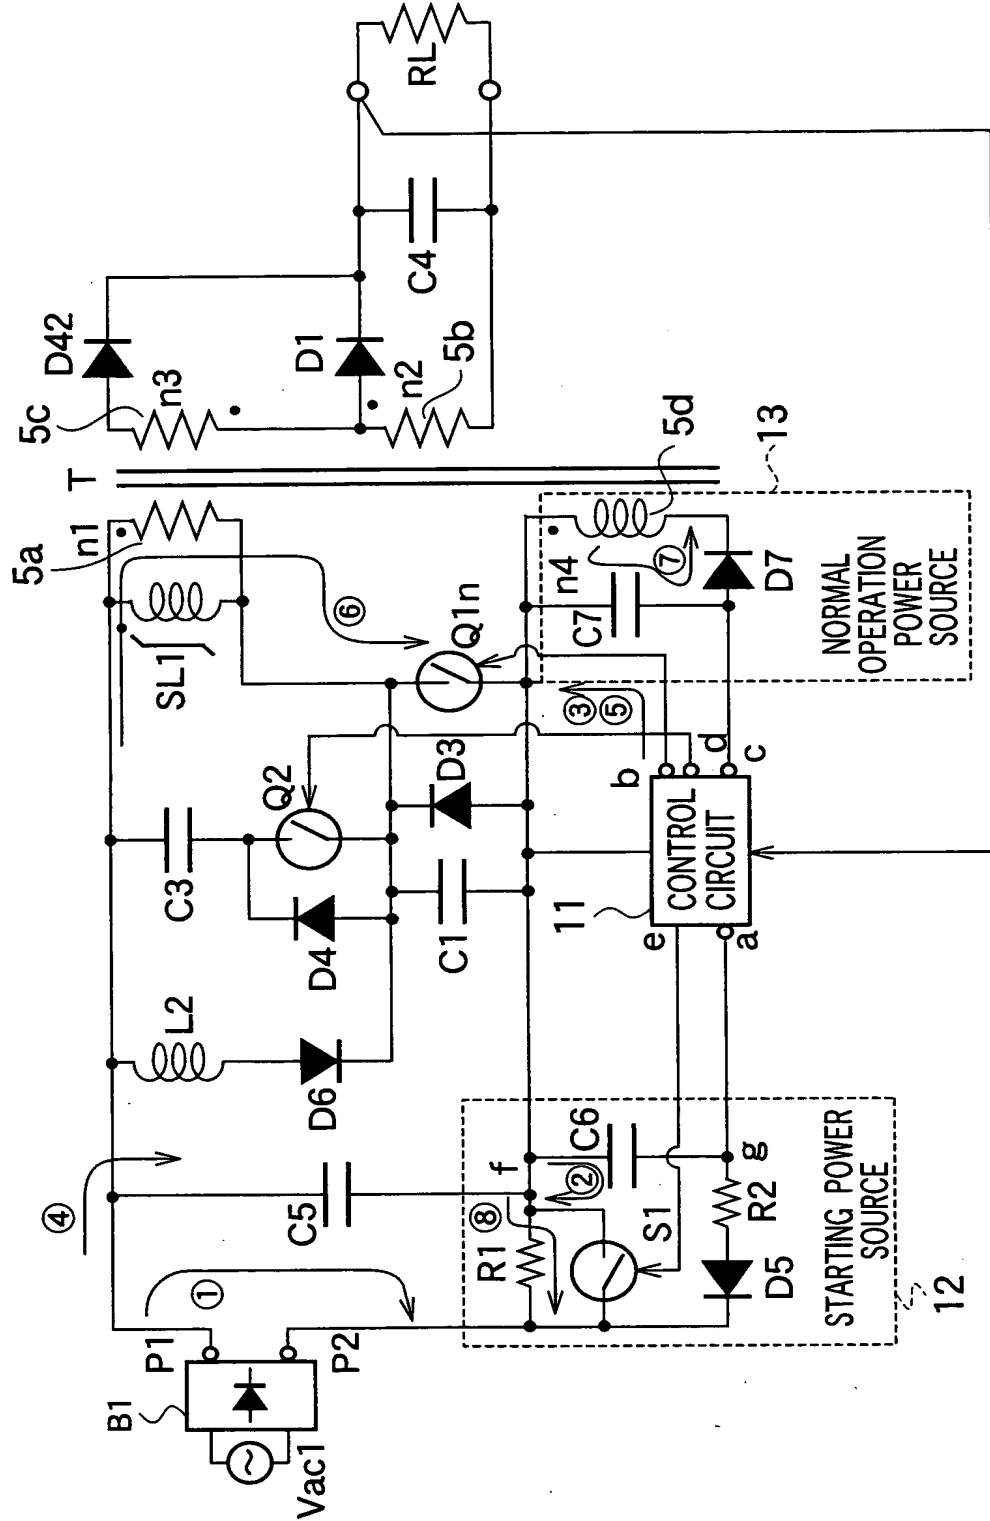 Vac1
B1
P1
P2
①
④
C5
L2
D6
D4
C3
Q2
C1
D3
SL1
5a
n1
T
⑥
Q1n
5c
n3
D42
D1
n2
5b
C4
RL
R1
⑧
f
②
C6
S1
D5
R2
g
STARTING POWER
SOURCE
12
11
CONTROL
CIRCUIT
e
a
b
d
c
③ ⑤
C7
n4
⑦
5d
D7
13
NORMAL
OPERATION
POWER
SOURCE